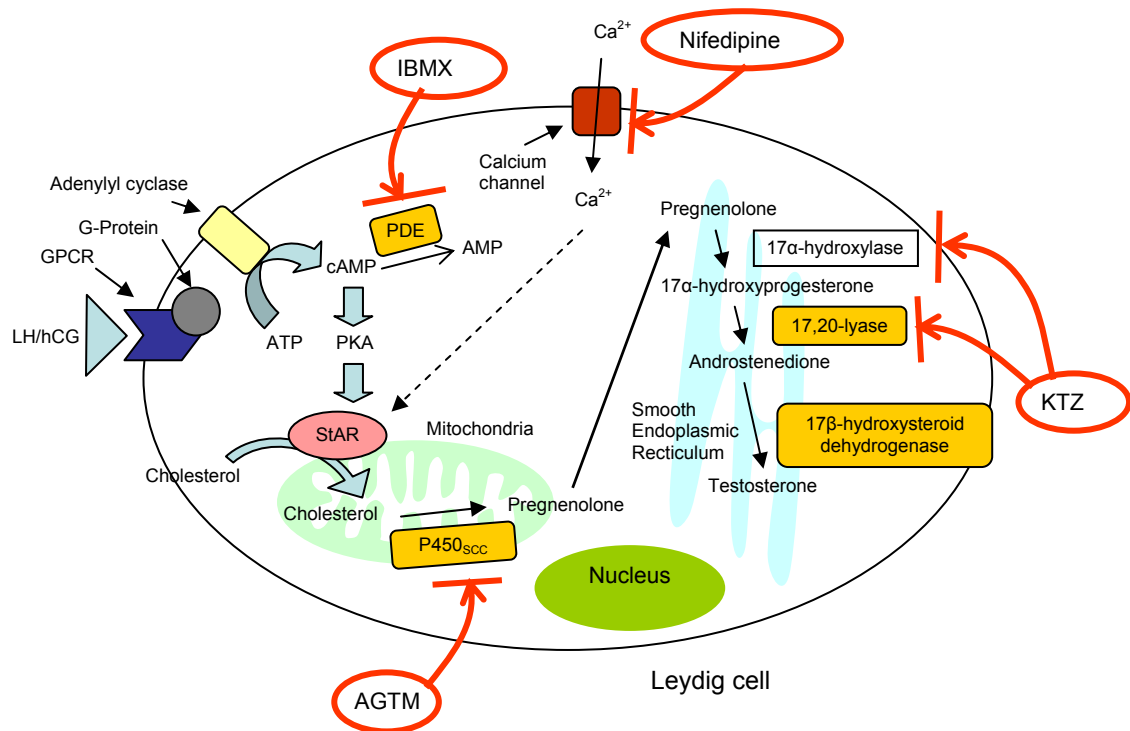 Ca2+
Nifedipine
IBMX
Calcium
channel
Ca2+
Adenylyl cyclase
G-Protein
GPCR
LH/hCG
PDE
cAMP
AMP
ATP
PKA
StAR
Mitochondria
Cholesterol
Cholesterol
Pregnenolone
P450SCC
Pregnenolone
17α-hydroxylase
17α-hydroxyprogesterone
17,20-lyase
Androstenedione
KTZ
Smooth
Endoplasmic
Recticulum
17β-hydroxysteroid
dehydrogenase
Testosterone
Nucleus
Leydig cell
AGTM